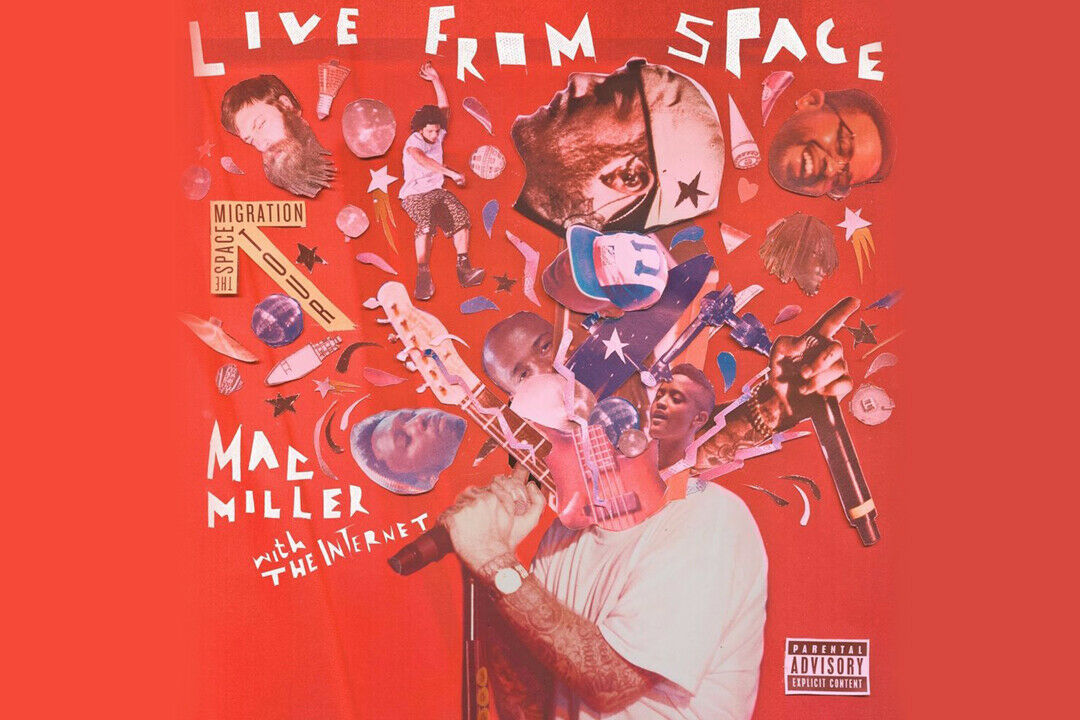 LIVE FROM SPACE
MIGRATION
THE SPACE
TOUR
MAC
MILLER
with
THE INTERNET
PARENTAL
ADVISORY
EXPLICIT CONTENT